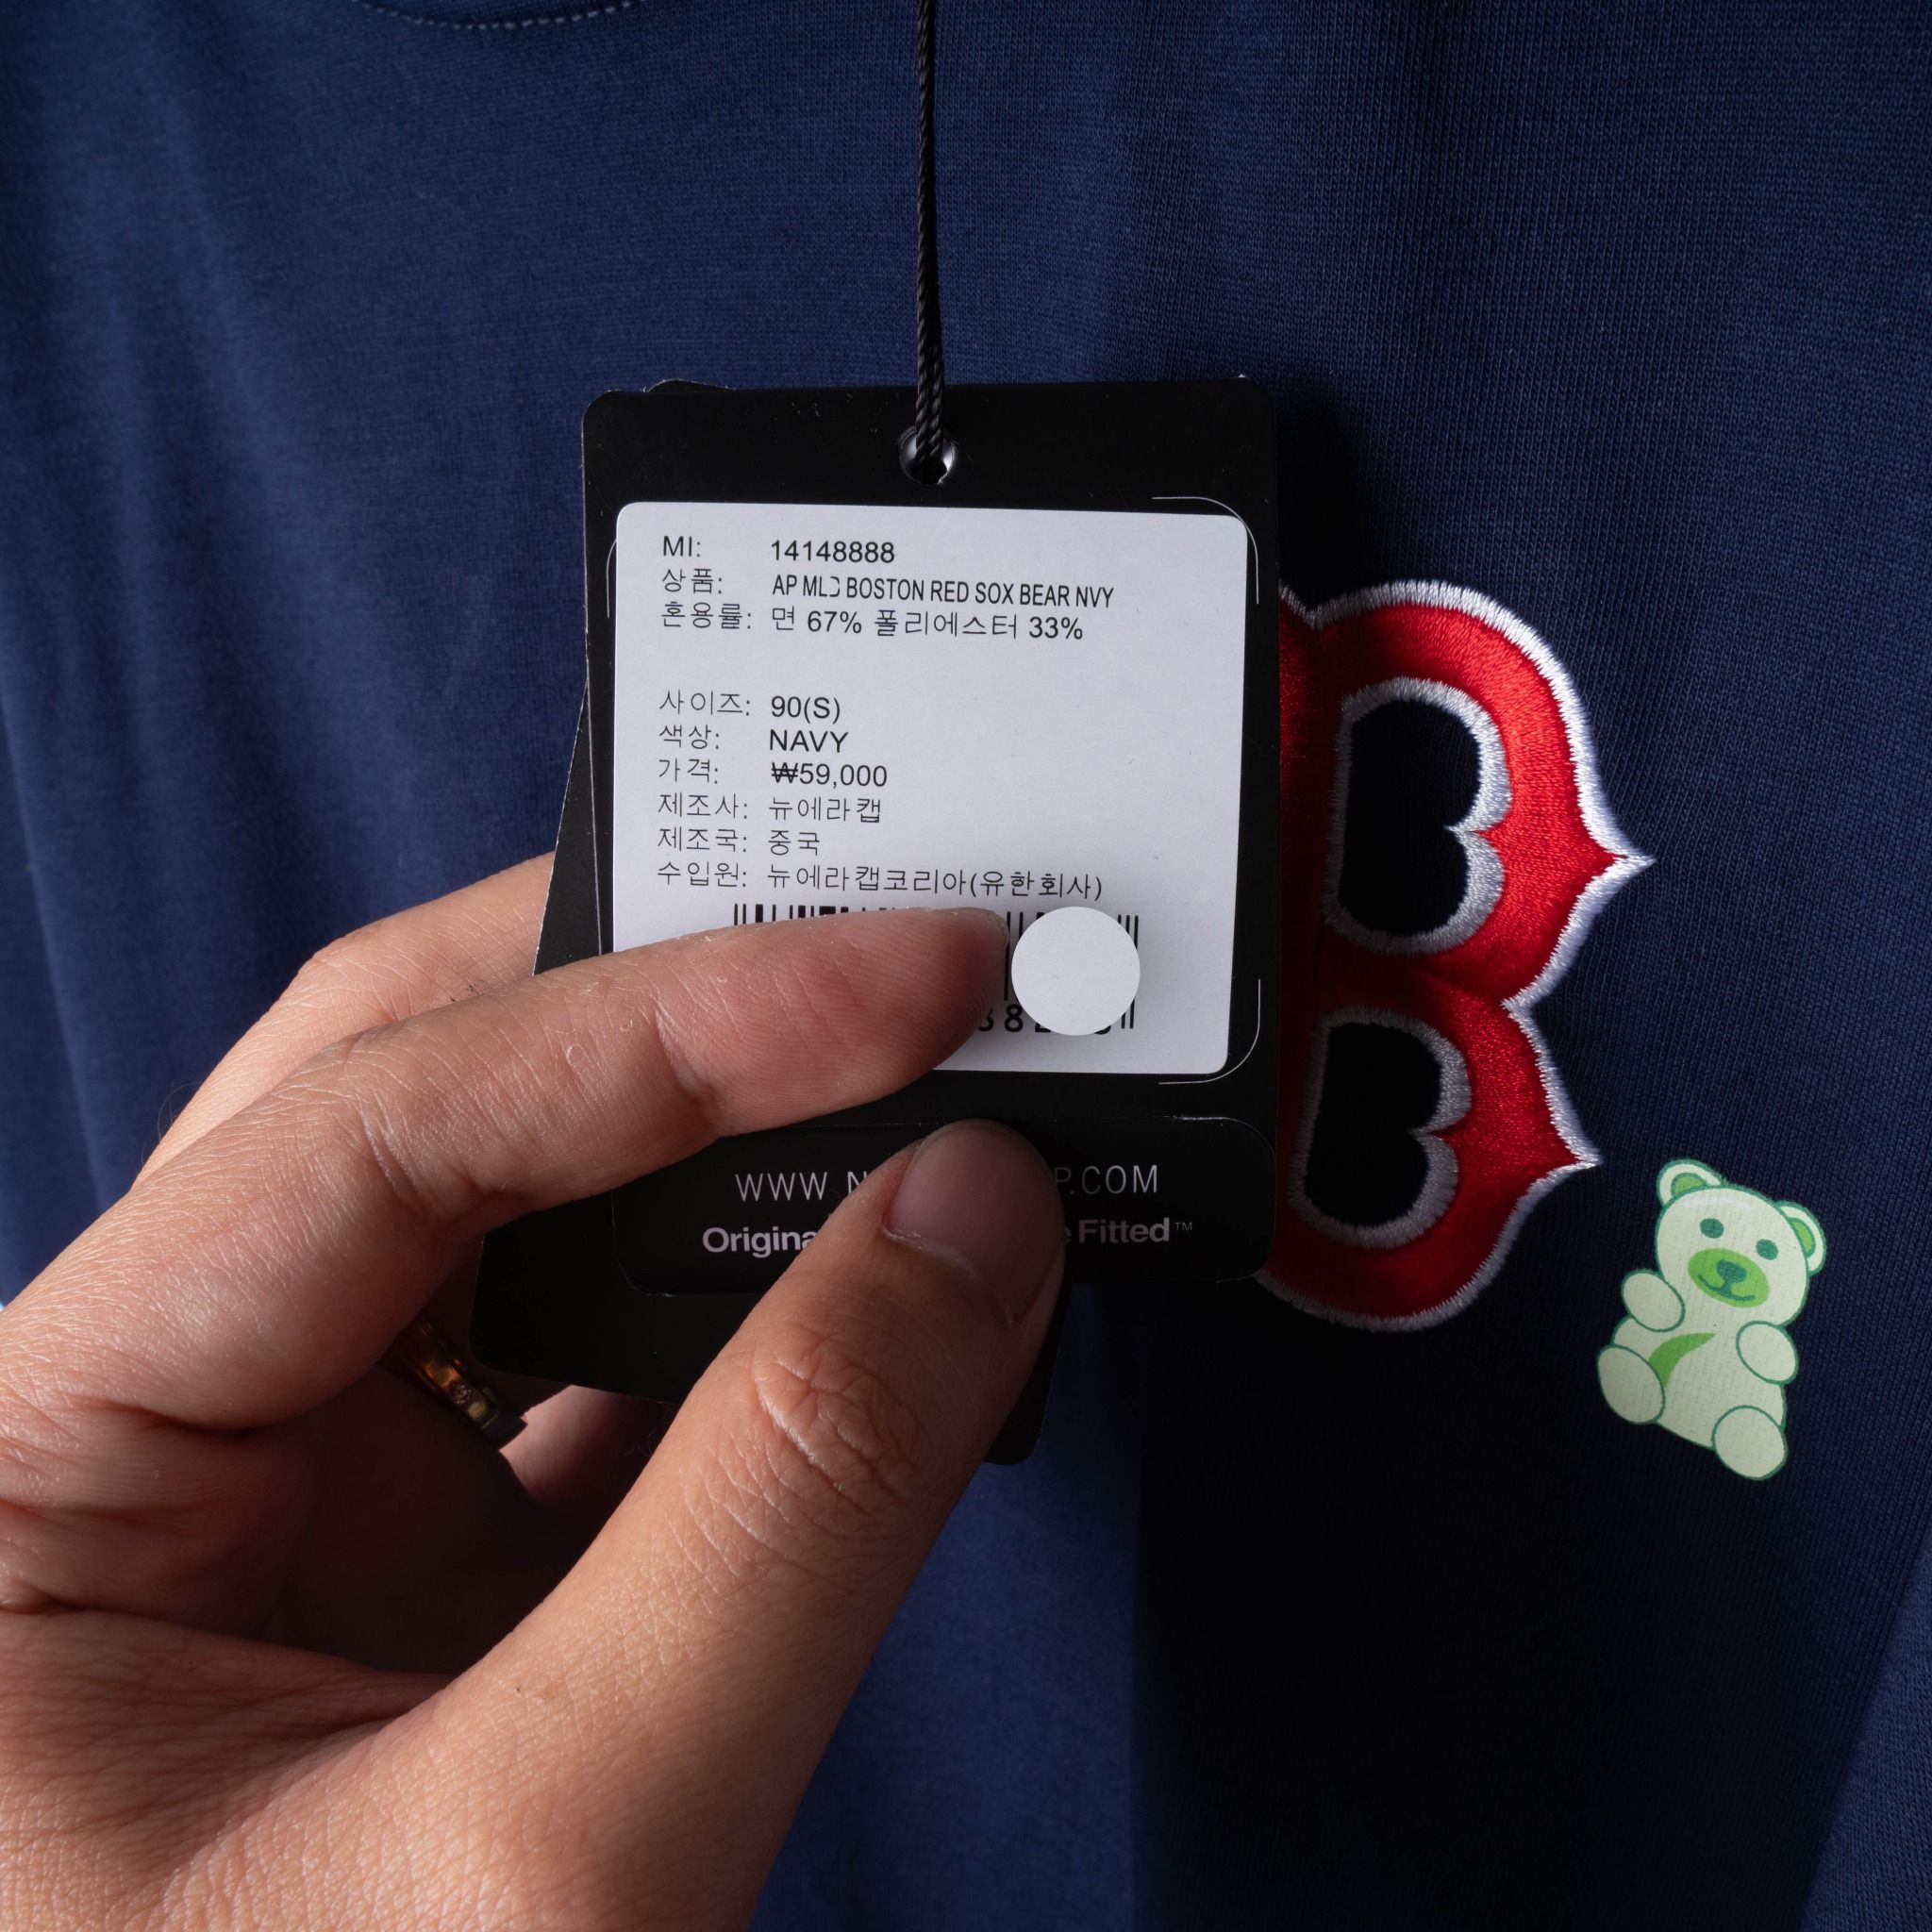 MI: 14148888
상품: AP MLB BOSTON RED SOX BEAR NVY
혼용률: 면 67% 폴리에스터 33%
사이즈: 90(S)
색상: NAVY
가격: ₩59,000
제조사: 뉴에라캡
제조국: 중국
수입원: 뉴에라캡코리아(유한회사)
WWW
Fitted™
B